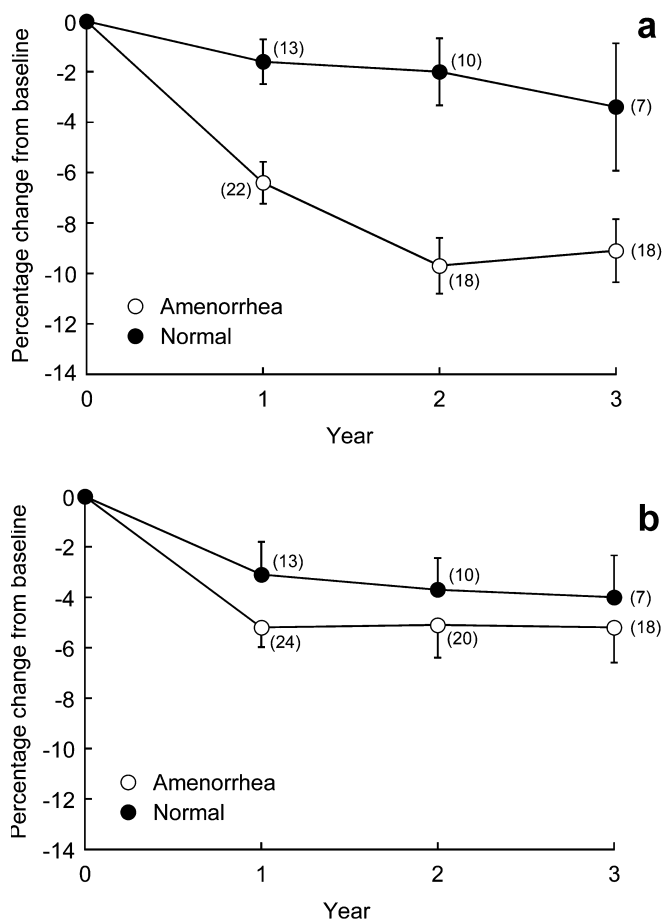 a
Percentage change from baseline
0
-2
-4
-6
-8
-10
-12
-14
(13)
(10)
(7)
(22)
(18)
(18)
Amenorrhea
Normal
0 1 2 3
Year
b
Percentage change from baseline
0
-2
-4
-6
-8
-10
-12
-14
(13)
(10)
(7)
(24)
(20)
(18)
Amenorrhea
Normal
0 1 2 3
Year